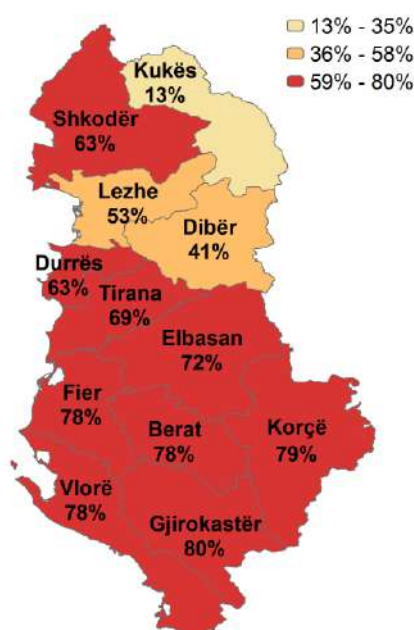 13% - 35%
36% - 58%
59% - 80%
Kukës
13%
Shkodër
63%
Lezhe
53%
Dibër
41%
Durrës
63%
Tirana
69%
Elbasan
72%
Fier
78%
Berat
78%
Korçë
79%
Vlorë
78%
Gjirokastër
80%